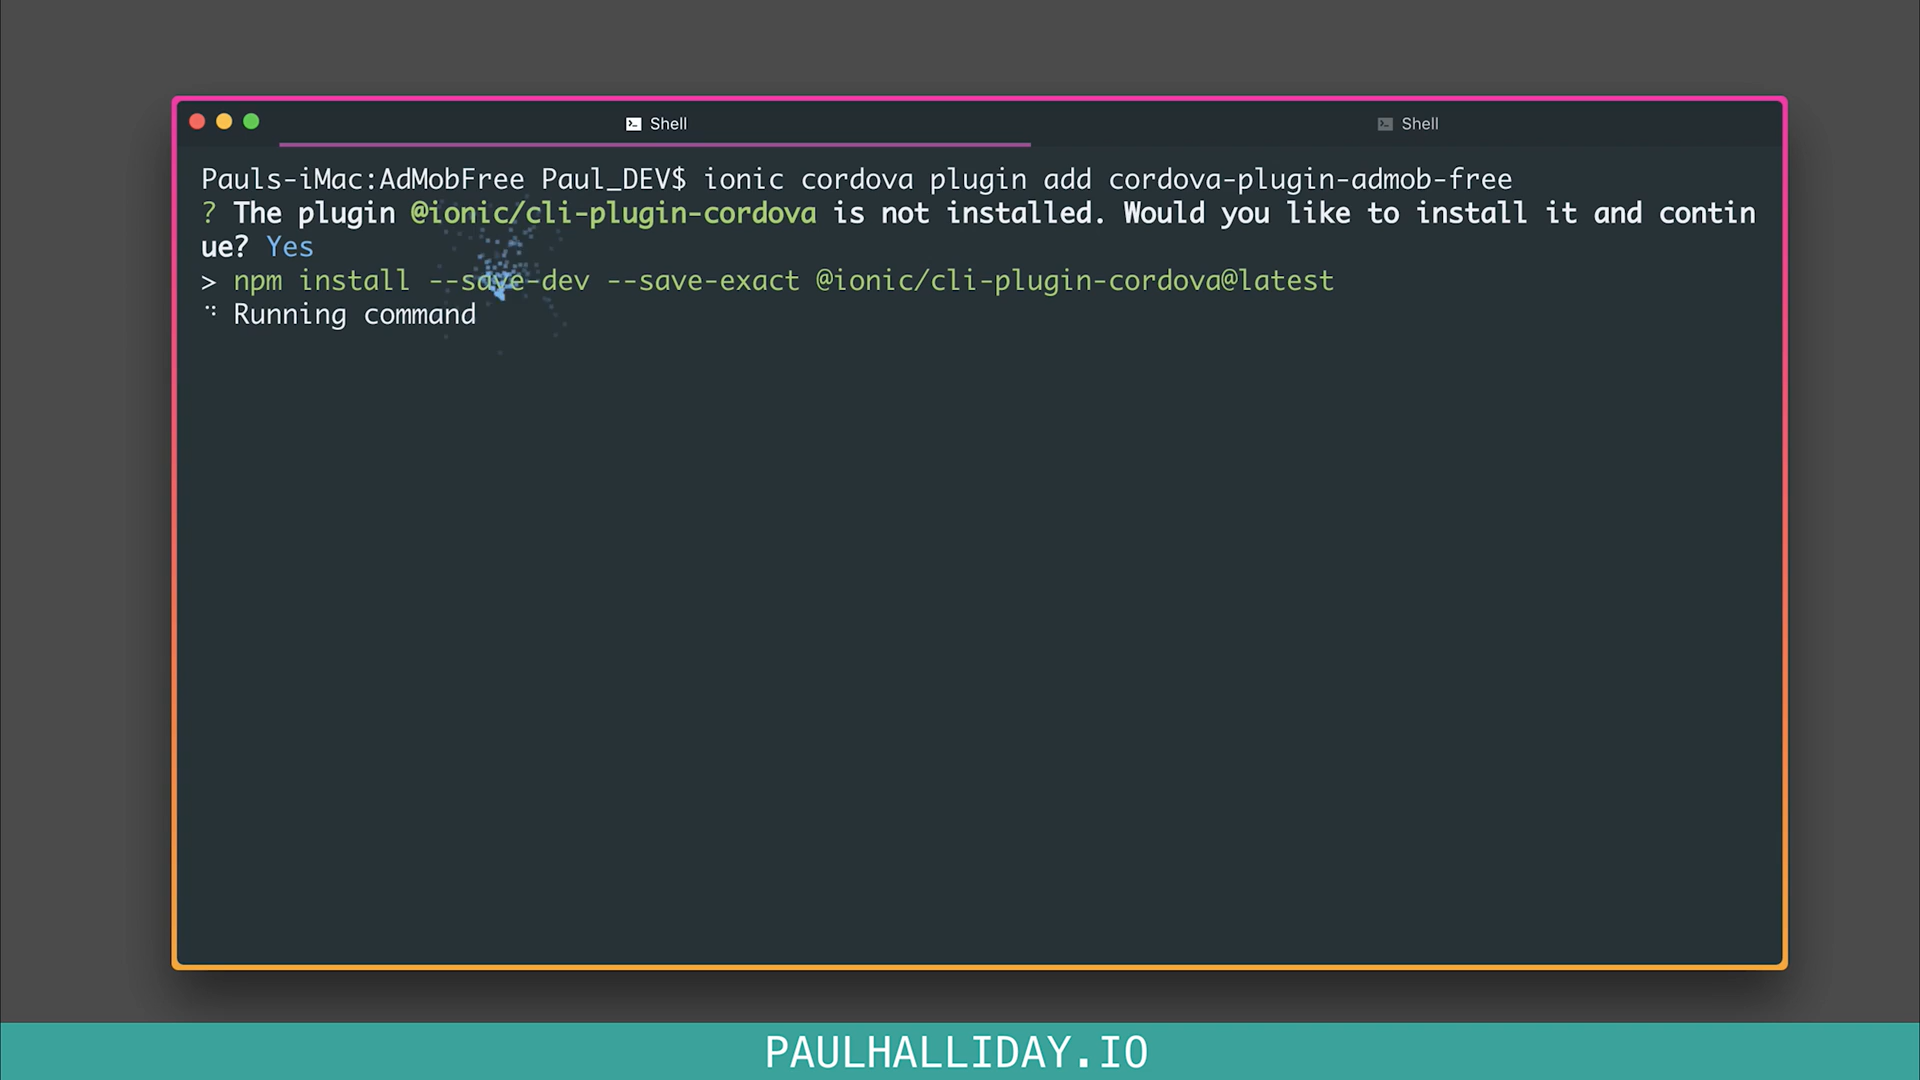 Shell
Shell
Pauls-iMac:AdMobFree Paul_DEV$ ionic cordova plugin add cordova-plugin-admob-free
? The plugin @ionic/cli-plugin-cordova is not installed. Would you like to install it and contin
ue? Yes
> npm install --save-dev --save-exact @ionic/cli-plugin-cordova@latest
⠙ Running command
PAULHALLIDAY.IO